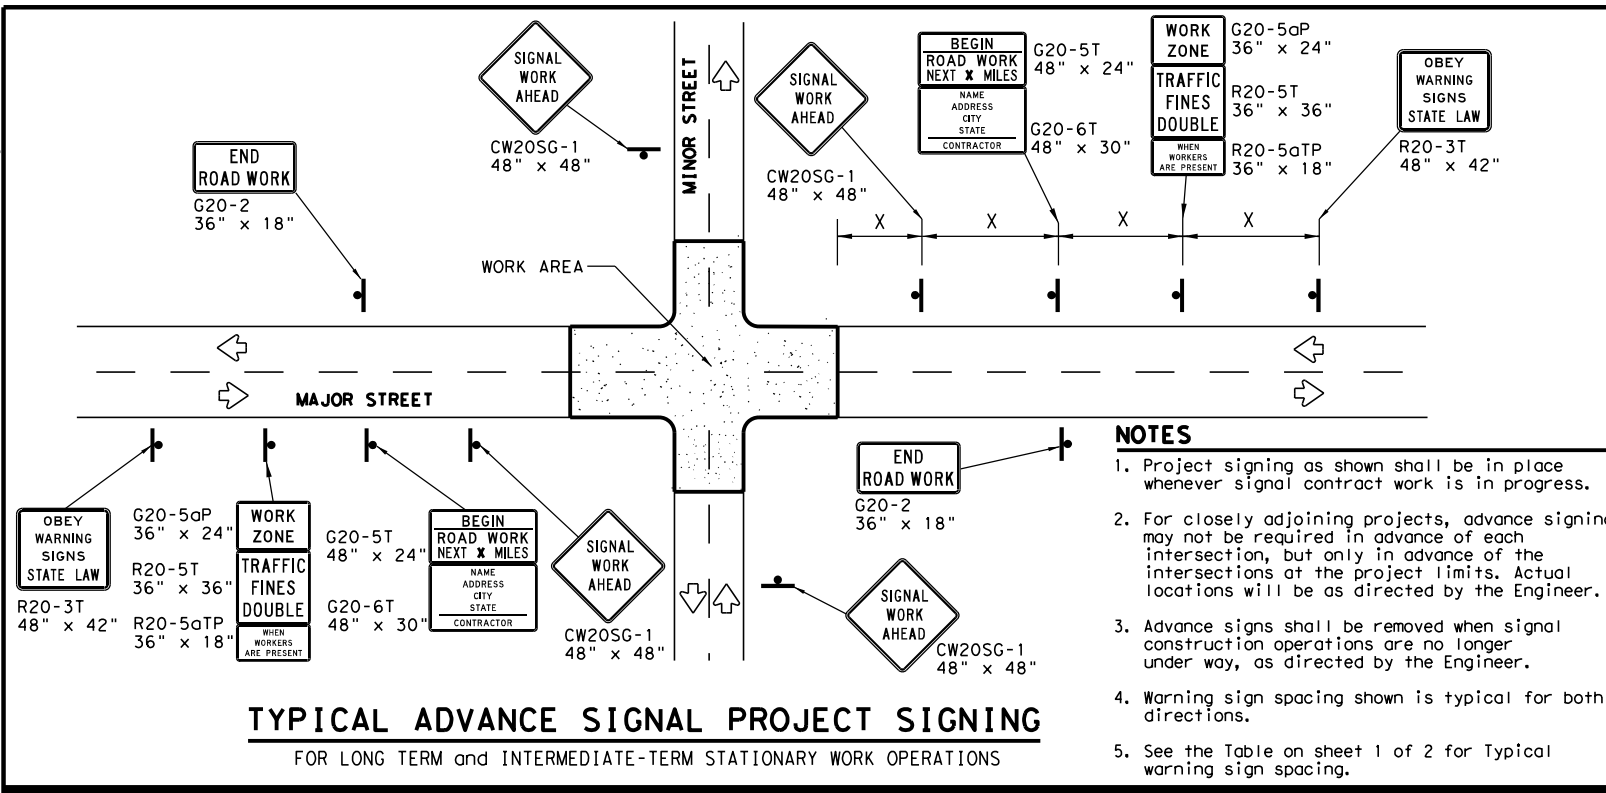 SIGNAL
WORK
AHEAD
CW20SG-1
48" x 48"
MINOR STREET
SIGNAL
WORK
AHEAD
CW20SG-1
48" x 48"
BEGIN
ROAD WORK
NEXT X MILES
NAME
ADDRESS
CITY
STATE
CONTRACTOR
G20-5T
48" x 24"
G20-6T
48" x 30"
WORK
ZONE
TRAFFIC
FINES
DOUBLE
WHEN
WORKERS
ARE PRESENT
G20-5aP
36" x 24"
R20-5T
36" x 36"
R20-5aTP
36" x 18"
OBEY
WARNING
SIGNS
STATE LAW
R20-3T
48" x 42"
END
ROAD WORK
G20-2
36" x 18"
X X X X
WORK AREA
MAJOR STREET
OBEY
WARNING
SIGNS
STATE LAW
R20-3T
48" x 42"
G20-5aP
36" x 24"
R20-5T
36" x 36"
R20-5aTP
36" x 18"
WORK
ZONE
TRAFFIC
FINES
DOUBLE
WHEN
WORKERS
ARE PRESENT
G20-5T
48" x 24"
G20-6T
48" x 30"
BEGIN
ROAD WORK
NEXT X MILES
NAME
ADDRESS
CITY
STATE
CONTRACTOR
SIGNAL
WORK
AHEAD
CW20SG-1
48" x 48"
END
ROAD WORK
G20-2
36" x 18"
SIGNAL
WORK
AHEAD
CW20SG-1
48" x 48"
NOTES
1. Project signing as shown shall be in place
whenever signal contract work is in progress.
2. For closely adjoining projects, advance signing
may not be required in advance of each
intersection, but only in advance of the
intersections at the project limits. Actual
locations will be as directed by the Engineer.
3. Advance signs shall be removed when signal
construction operations are no longer
under way, as directed by the Engineer.
4. Warning sign spacing shown is typical for both
directions.
5. See the Table on sheet 1 of 2 for Typical
warning sign spacing.
TYPICAL ADVANCE SIGNAL PROJECT SIGNING
FOR LONG TERM and INTERMEDIATE-TERM STATIONARY WORK OPERATIONS